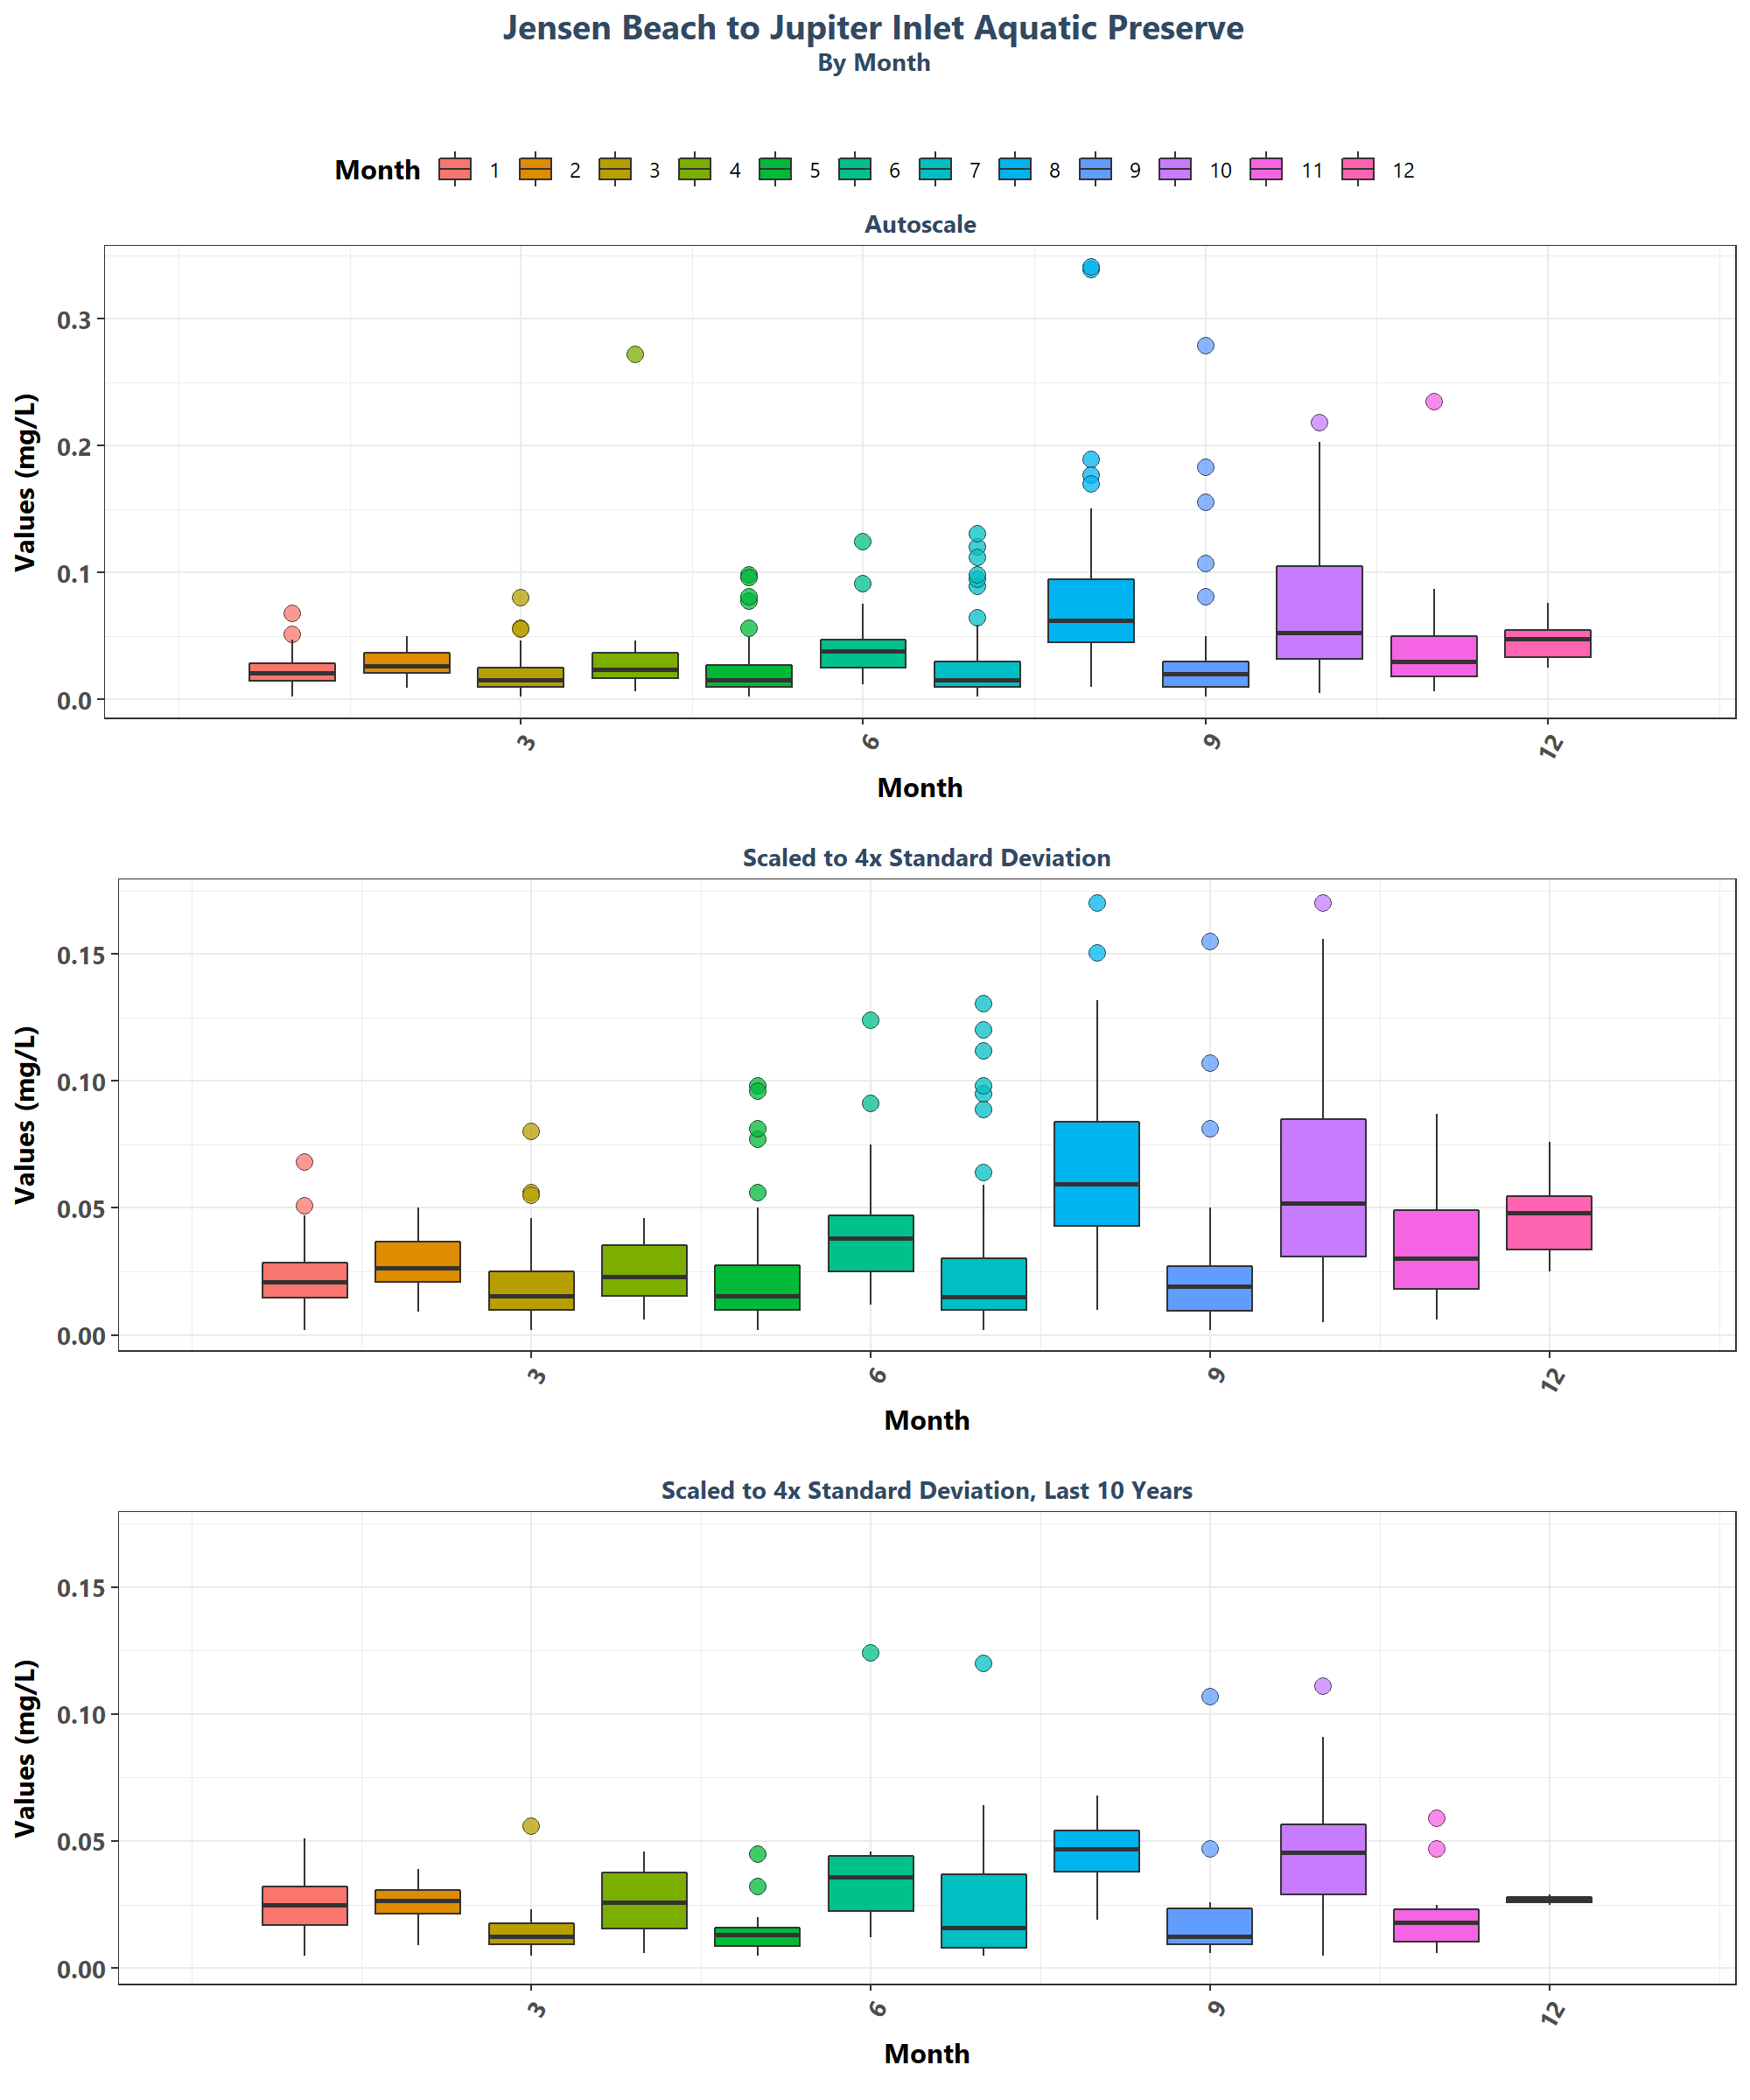 Jensen Beach to Jupiter Inlet Aquatic Preserve
By Month
Month 1 2 3 4 5 6 7 8 9 10 11 12
Autoscale
Values (mg/L)
0.3
0.2
0.1
0.0
3 6 9 12
Month
Scaled to 4x Standard Deviation
Values (mg/L)
0.15
0.10
0.05
0.00
3 6 9 12
Month
Scaled to 4x Standard Deviation, Last 10 Years
Values (mg/L)
0.15
0.10
0.05
0.00
3 6 9 12
Month